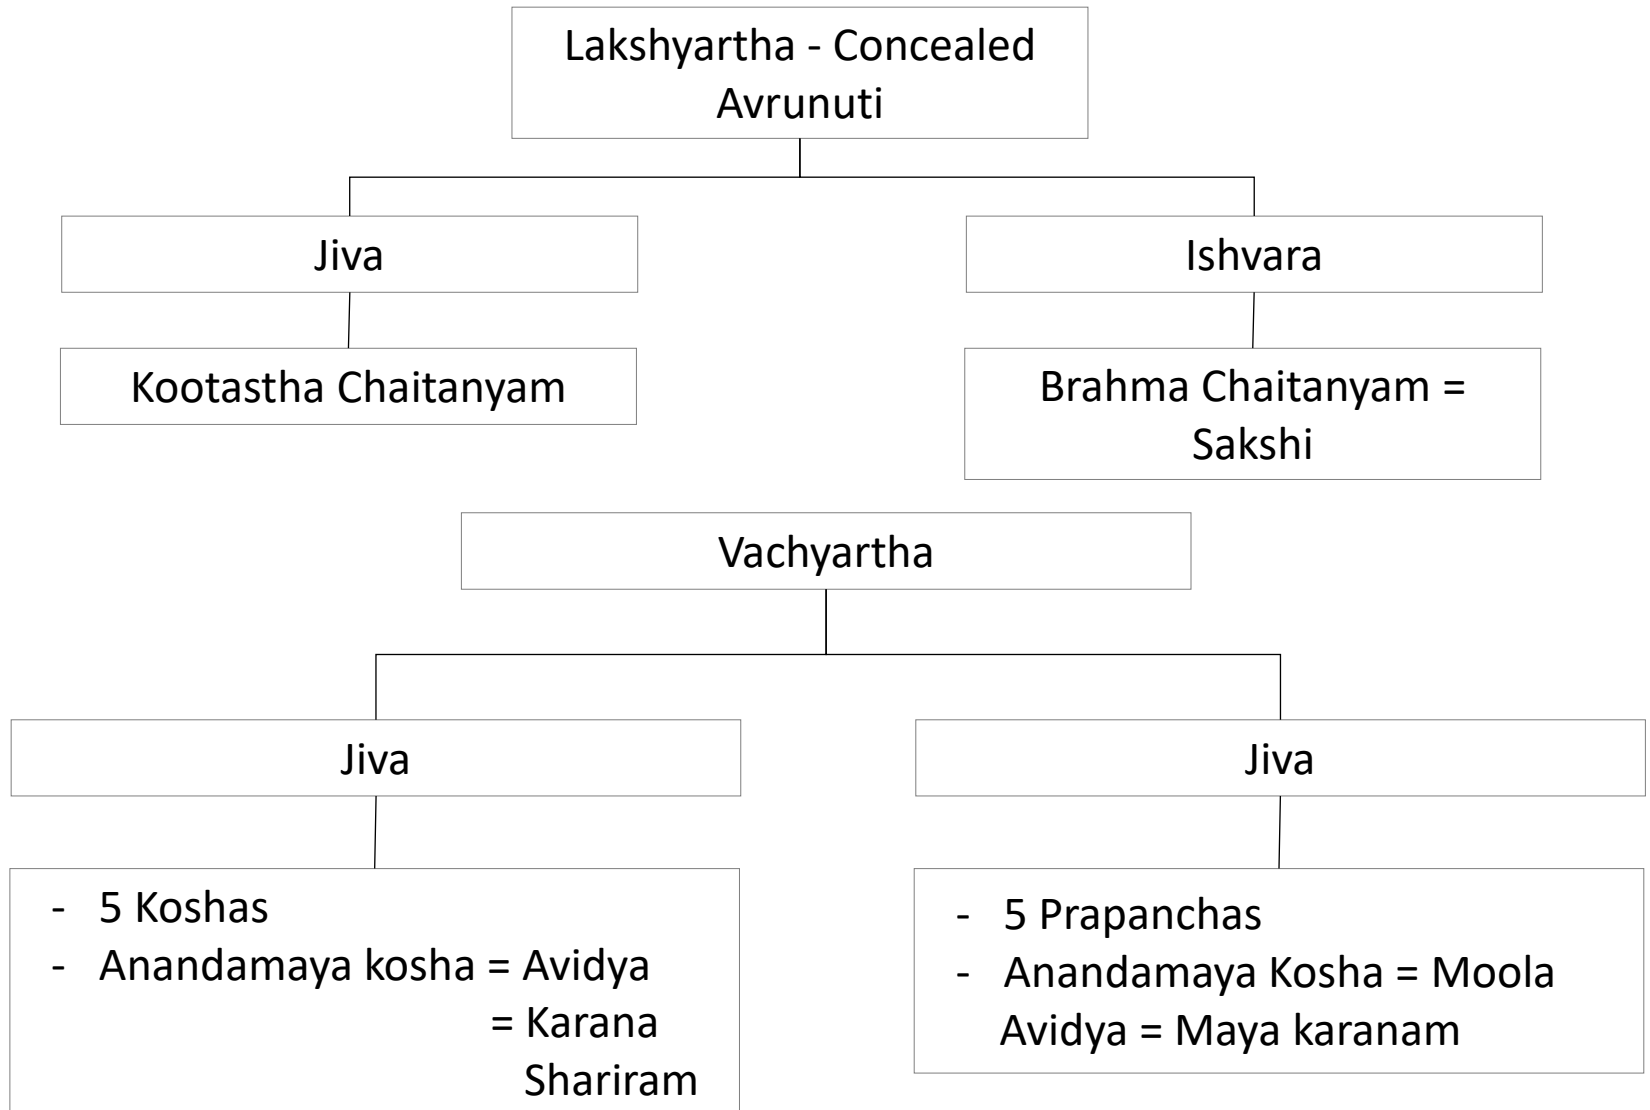 Lakshyartha - Concealed
Avrunuti
Jiva
Ishvara
Kootastha Chaitanyam
Brahma Chaitanyam =
Sakshi
Vachyartha
Jiva
Jiva
- 5 Koshas
- Anandamaya kosha = Avidya
= Karana
Shariram
- 5 Prapanchas
- Anandamaya Kosha = Moola
Avidya = Maya karanam